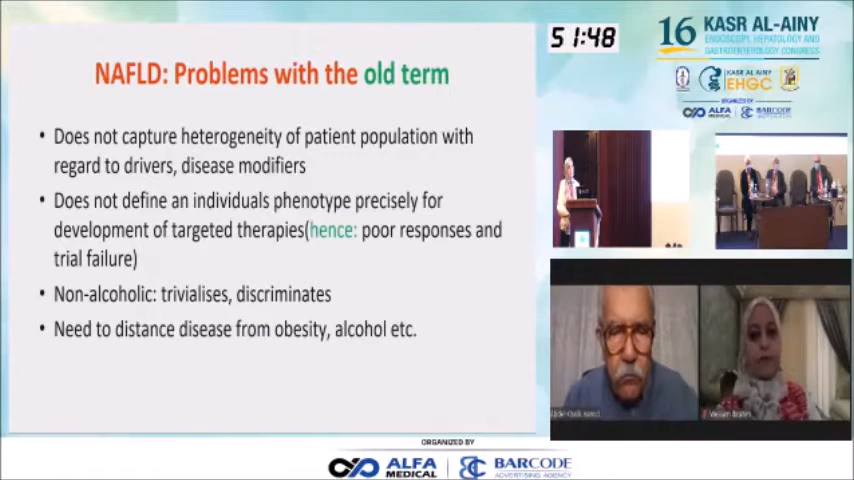 NAFLD: Problems with the old term
• Does not capture heterogeneity of patient population with
regard to drivers, disease modifiers
• Does not define an individuals phenotype precisely for
development of targeted therapies(hence: poor responses and
trial failure)
• Non-alcoholic: trivialises, discriminates
• Need to distance disease from obesity, alcohol etc.
51:48
16 KASR AL-AINY
ENDOSCOPY, HEPATOLOGY AND
GASTROENTEROLOGY CONGRESS
KASR AL AINY
EHGC
ORGANIZED BY
ALFA MEDICAL
BARCODE
ORGANIZED BY
ALFA MEDICAL
BARCODE
ADVERTISING AGENCY